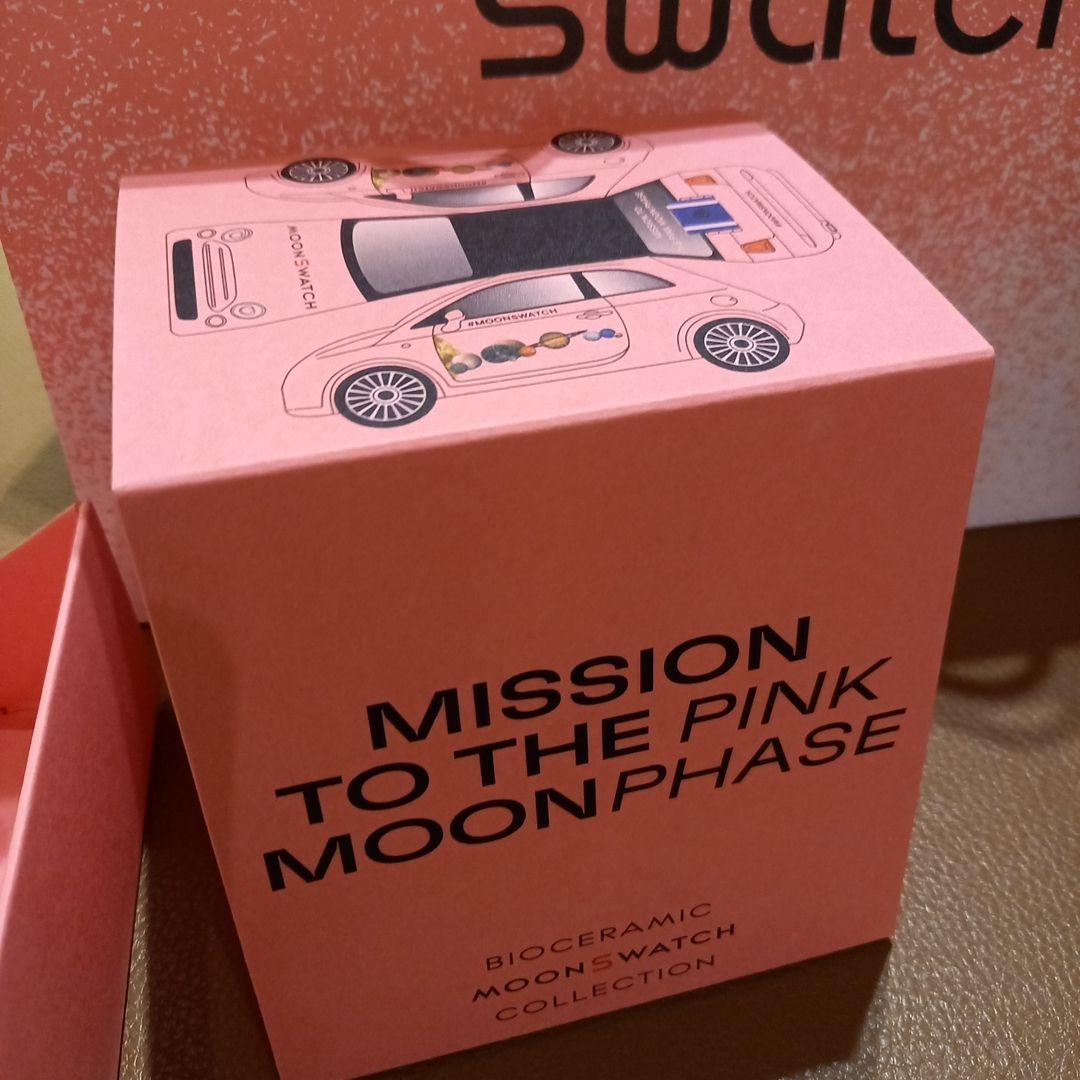 swatch
MOONSWATCH
#MOONSWATCH
MISSION
TO THE PINK
MOONPHASE
BIOCERAMIC
MOONSWATCH
COLLECTION